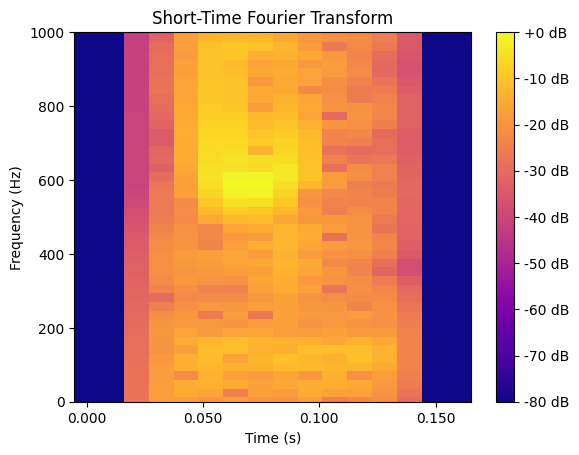 Short-Time Fourier Transform
Frequency (Hz)
1000
800
600
400
200
0
0.000
0.050
0.100
0.150
Time (s)
+0 dB
-10 dB
-20 dB
-30 dB
-40 dB
-50 dB
-60 dB
-70 dB
-80 dB